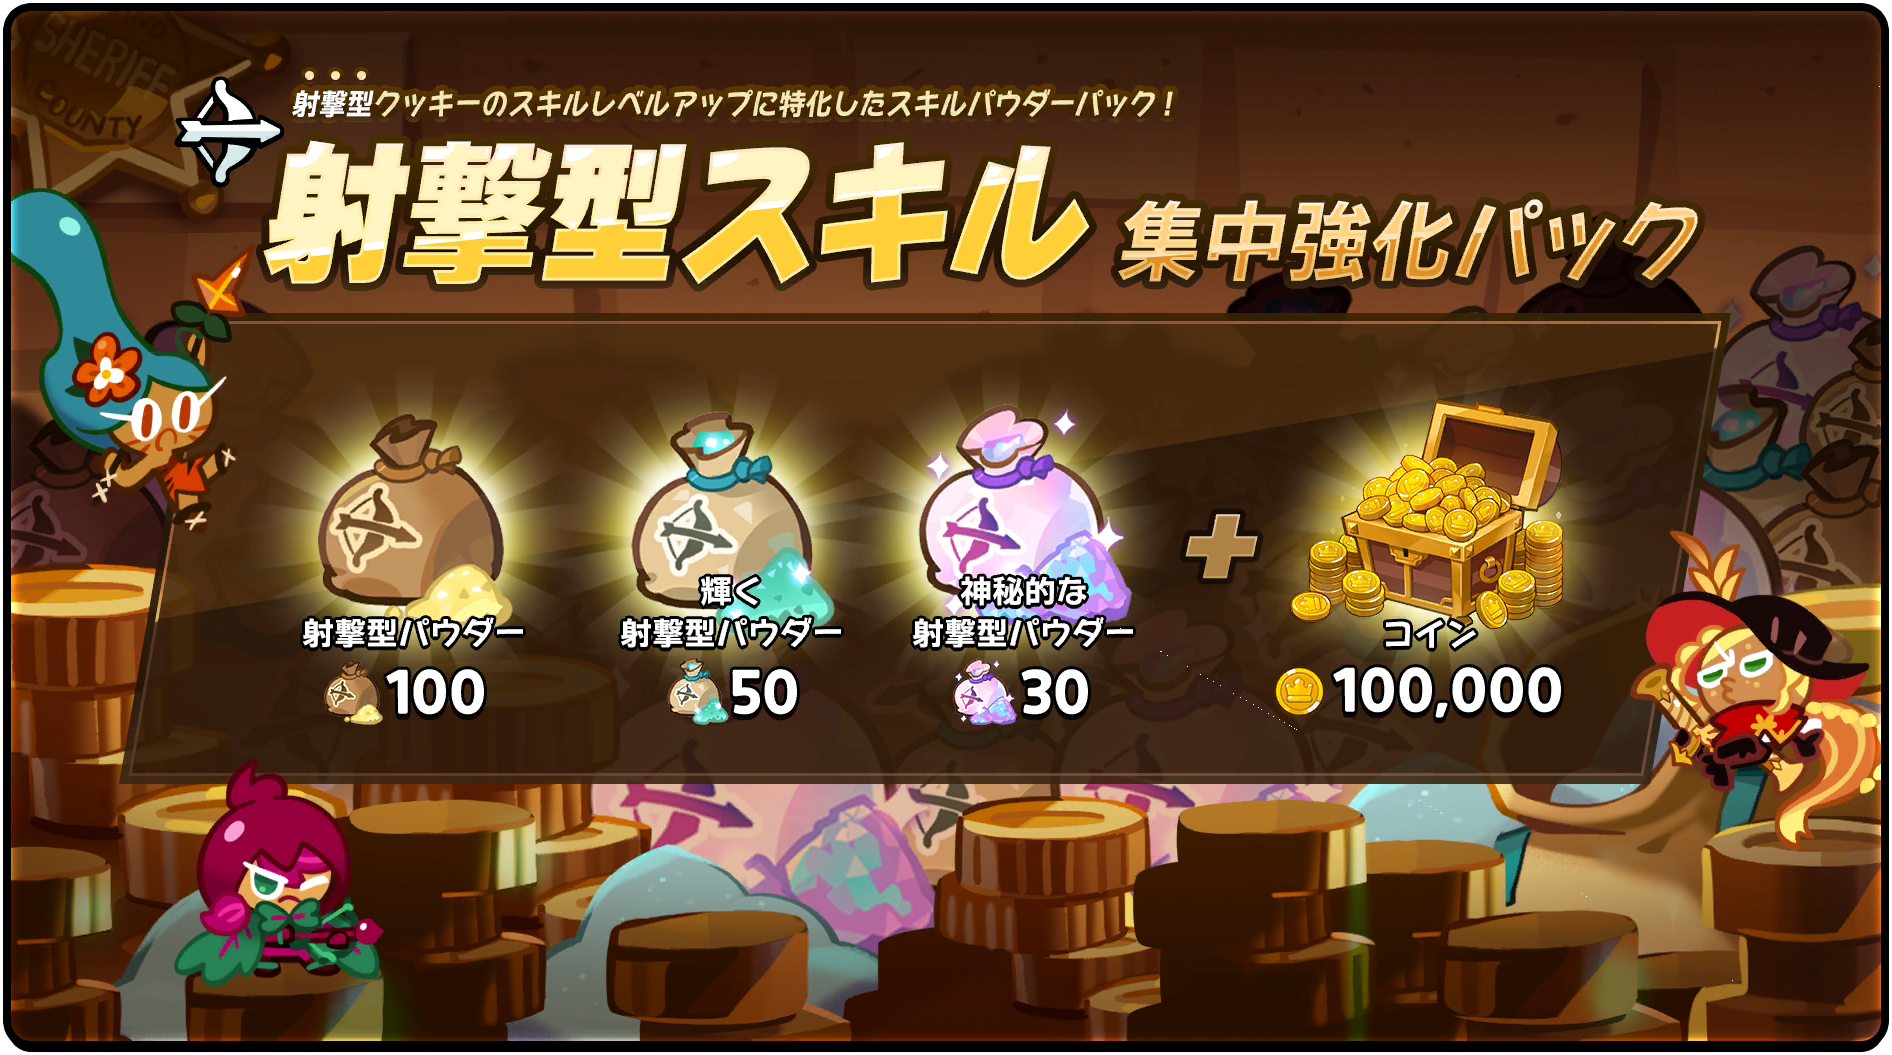 SHERIFF
COUNTY
射撃型クッキーのスキルレベルアップに特化したスキルパウダーパック！
射撃型スキル 集中強化パック
射撃型パウダー
100
輝く
射撃型パウダー
50
神秘的な
射撃型パウダー
30
コイン
100,000